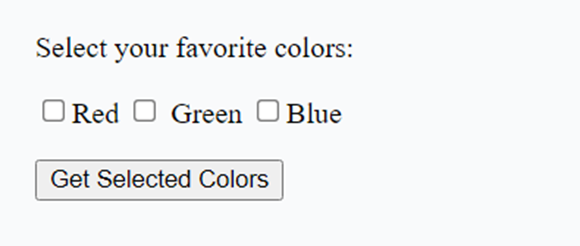 Select your favorite colors:
Red Green Blue
Get Selected Colors